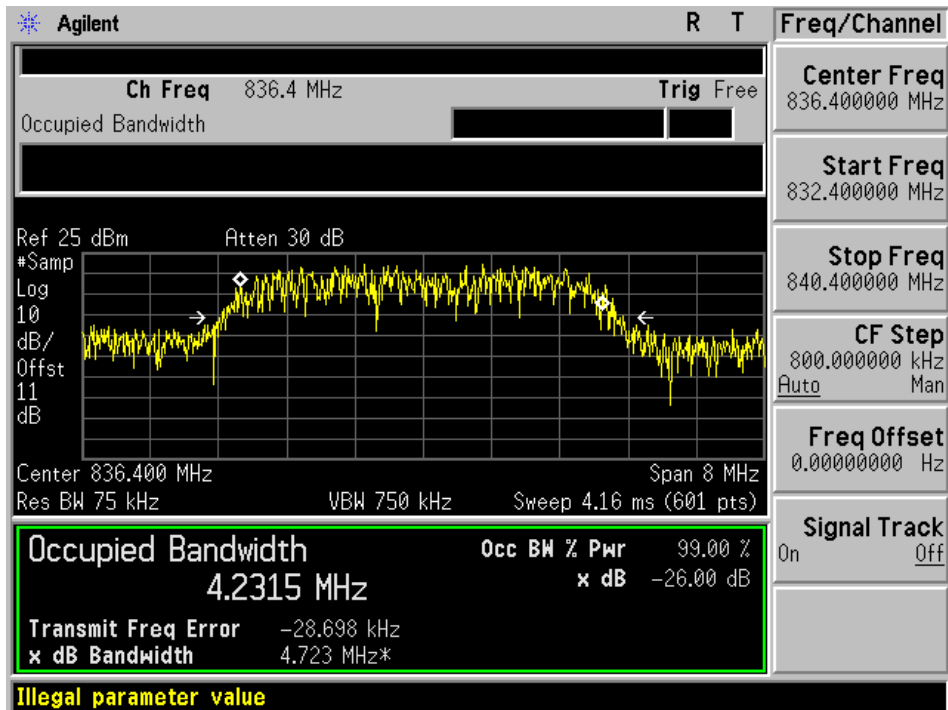 Agilent R T
Freq/Channel
Ch Freq 836.4 MHz Trig Free
Occupied Bandwidth
Ref 25 dBm Atten 30 dB
#Samp
Log
10
dB/
Offst
11
dB
Center 836.400 MHz Span 8 MHz
Res BW 75 kHz VBW 750 kHz Sweep 4.16 ms (601 pts)
Occupied Bandwidth Occ BW % Pwr 99.00 %
4.2315 MHz x dB -26.00 dB
Transmit Freq Error -28.698 kHz
x dB Bandwidth 4.723 MHz*
Illegal parameter value
Center Freq
836.400000 MHz
Start Freq
832.400000 MHz
Stop Freq
840.400000 MHz
CF Step
800.000000 kHz
Auto Man
Freq Offset
0.00000000 Hz
Signal Track
On Off